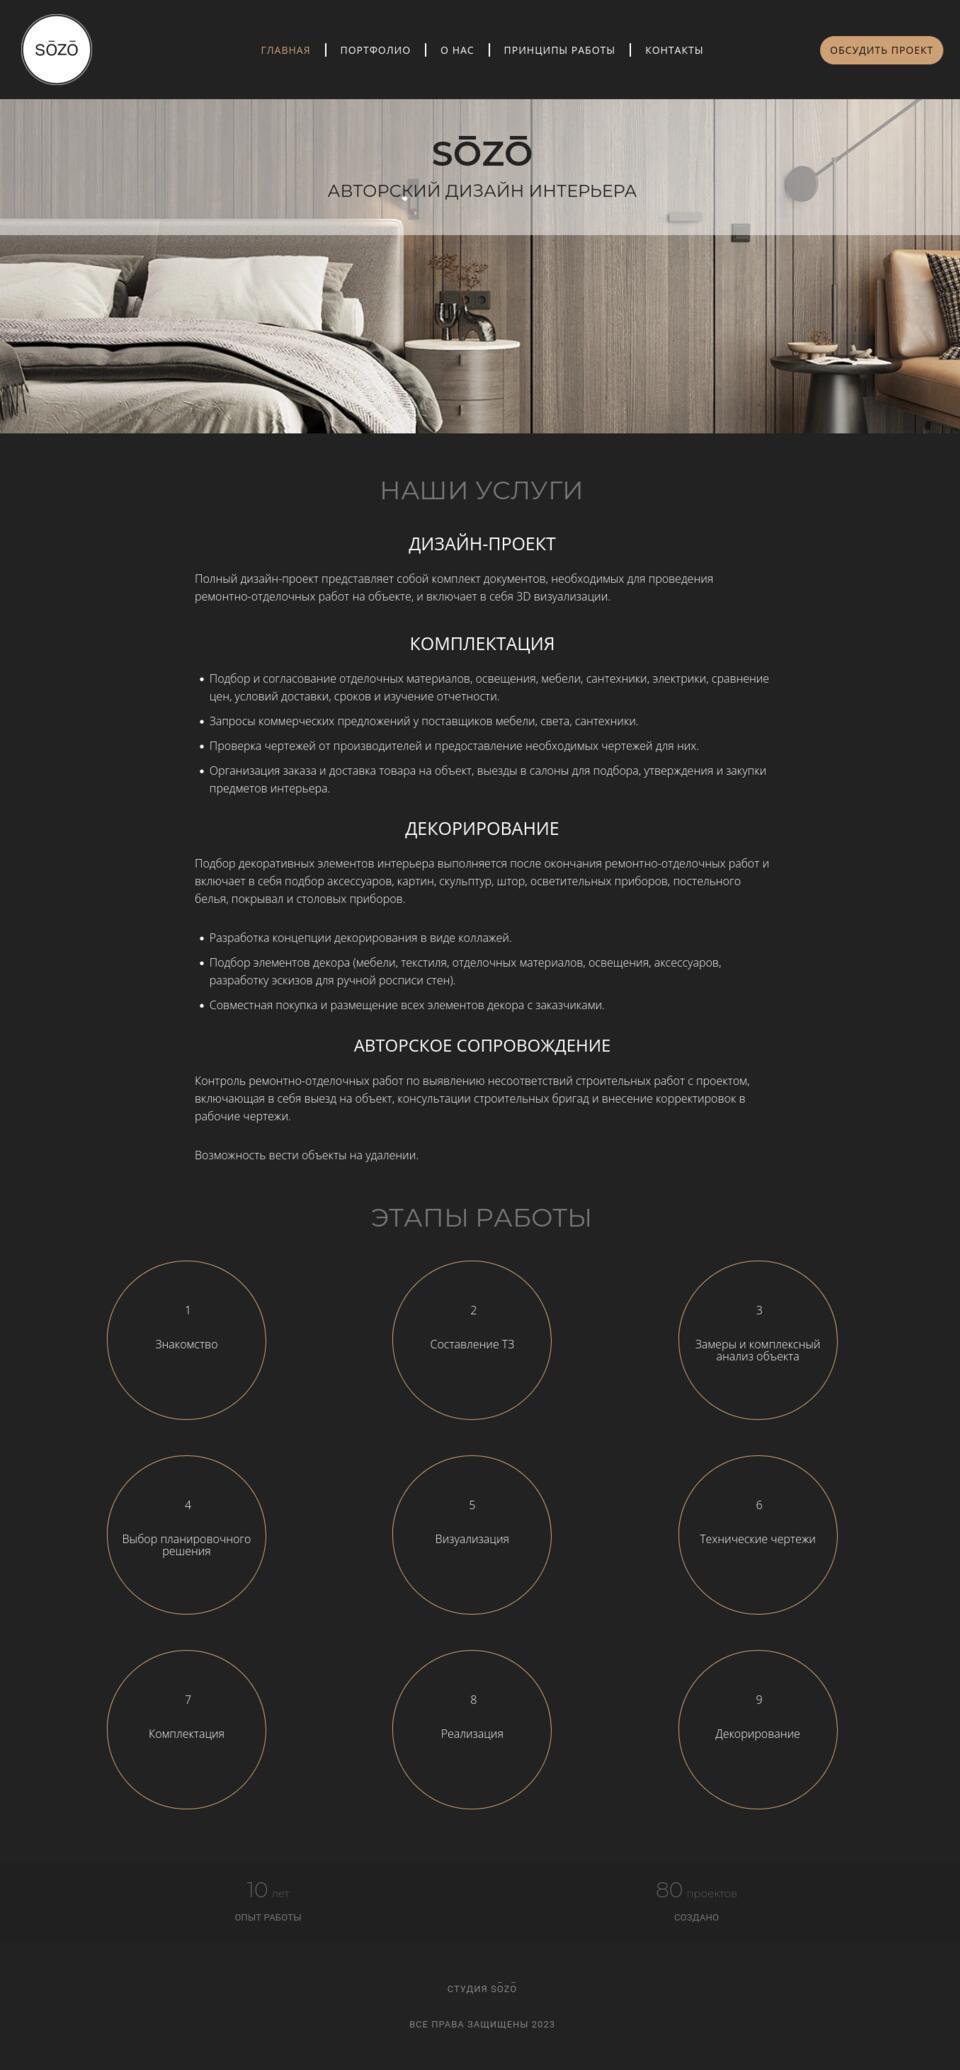 SŌZŌ
ГЛАВНАЯ
ПОРТФОЛИО
О НАС
ПРИНЦИПЫ РАБОТЫ
КОНТАКТЫ
ОБСУДИТЬ ПРОЕКТ
SŌZŌ
АВТОРСКИЙ ДИЗАЙН ИНТЕРЬЕРА
НАШИ УСЛУГИ
ДИЗАЙН-ПРОЕКТ
Полный дизайн-проект представляет собой комплект документов, необходимых для проведения
ремонтно-отделочных работ на объекте, и включает в себя 3D визуализации.
КОМПЛЕКТАЦИЯ
• Подбор и согласование отделочных материалов, освещения, мебели, сантехники, электрики, сравнение
цен, условий доставки, сроков и изучение отчетности.
• Запросы коммерческих предложений у поставщиков мебели, света, сантехники.
• Проверка чертежей от производителей и предоставление необходимых чертежей для них.
• Организация заказа и доставка товара на объект, выезды в салоны для подбора, утверждения и закупки
предметов интерьера.
ДЕКОРИРОВАНИЕ
Подбор декоративных элементов интерьера выполняется после окончания ремонтно-отделочных работ и
включает в себя подбор аксессуаров, картин, скульптур, штор, осветительных приборов, постельного
белья, покрывал и столовых приборов.
• Разработка концепции декорирования в виде коллажей.
• Подбор элементов декора (мебели, текстиля, отделочных материалов, освещения, аксессуаров,
разработку эскизов для ручной росписи стен).
• Совместная покупка и размещение всех элементов декора с заказчиками.
АВТОРСКОЕ СОПРОВОЖДЕНИЕ
Контроль ремонтно-отделочных работ по выявлению несоответствий строительных работ с проектом,
включающая в себя выезд на объект, консультации строительных бригад и внесение корректировок в
рабочие чертежи.
Возможность вести объекты на удалении.
ЭТАПЫ РАБОТЫ
1
Знакомство
2
Составление ТЗ
3
Замеры и комплексный
анализ объекта
4
Выбор планировочного
решения
5
Визуализация
6
Технические чертежи
7
Комплектация
8
Реализация
9
Декорирование
10 лет
ОПЫТ РАБОТЫ
80 проектов
СОЗДАНО
СТУДИЯ SŌZŌ
ВСЕ ПРАВА ЗАЩИЩЕНЫ 2023